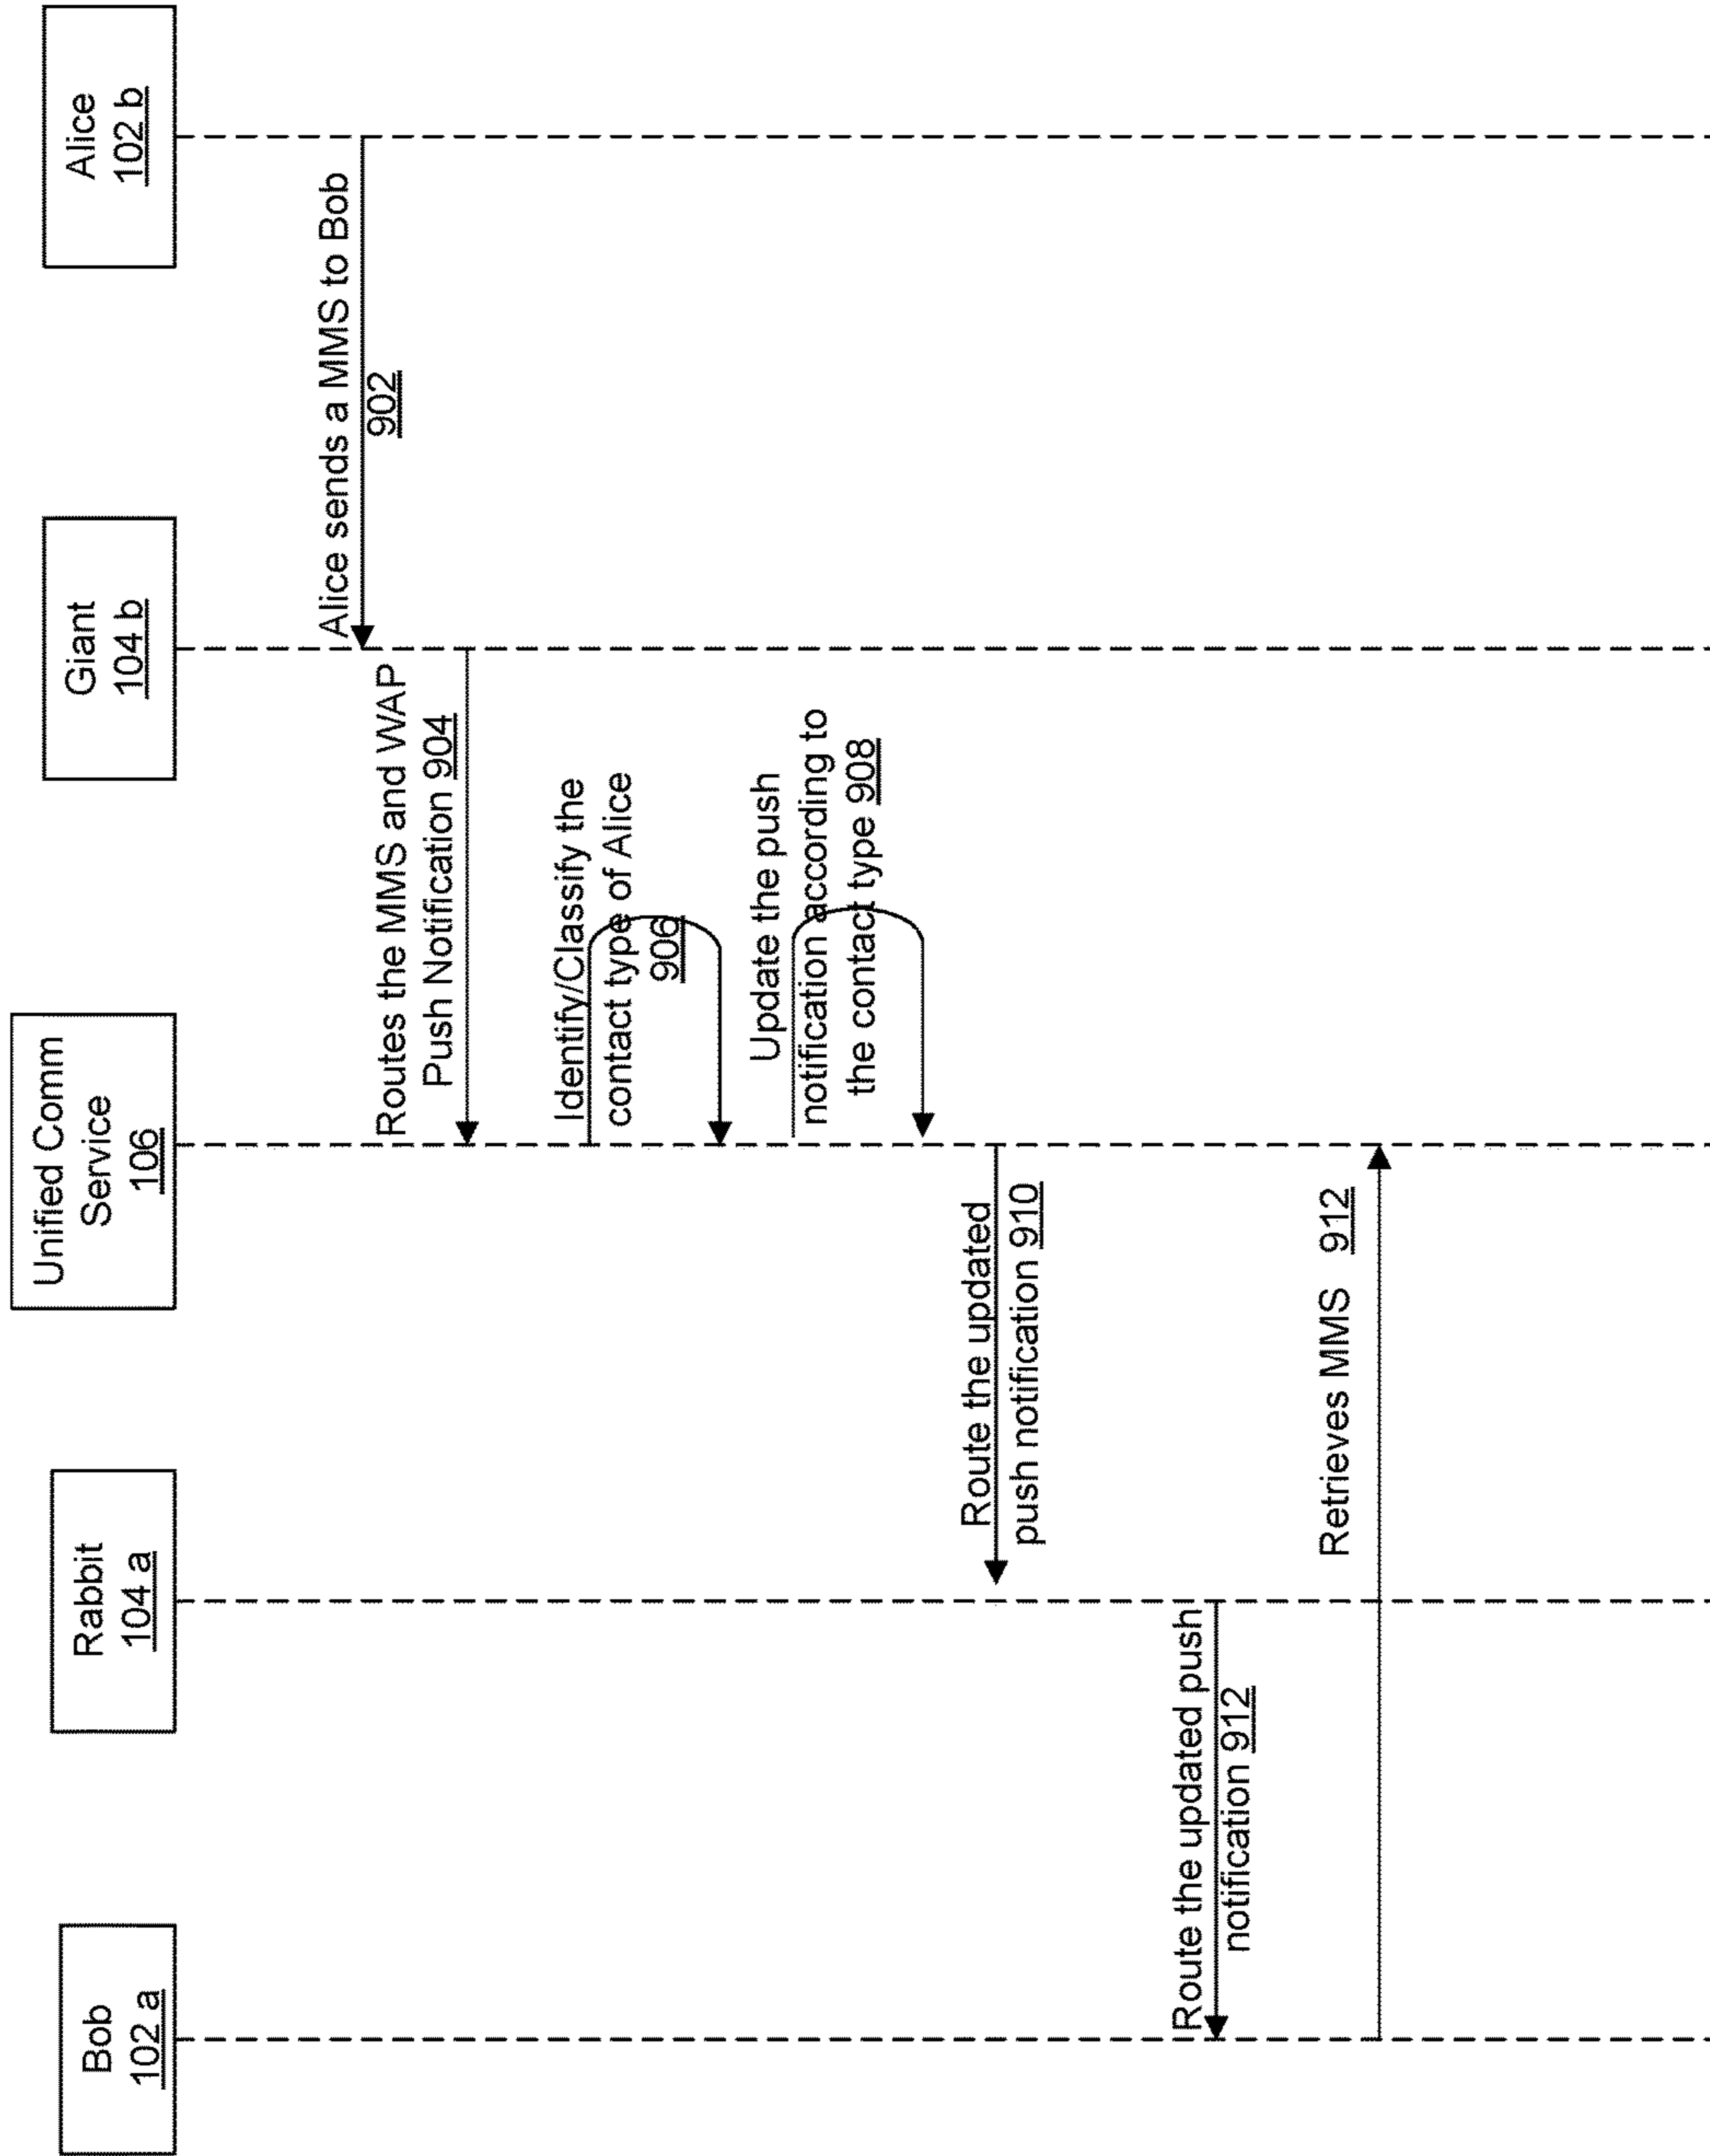 Bob
102 a
Rabbit
104 a
Unified Comm
Service
106
Giant
104 b
Alice
102 b
Alice sends a MMS to Bob
902
Routes the MMS and WAP
Push Notification 904
Identify/Classify the
contact type of Alice
906
Update the push
notification according to
the contact type 908
Route the updated
push notification 910
Route the updated push
notification 912
Retrieves MMS 912